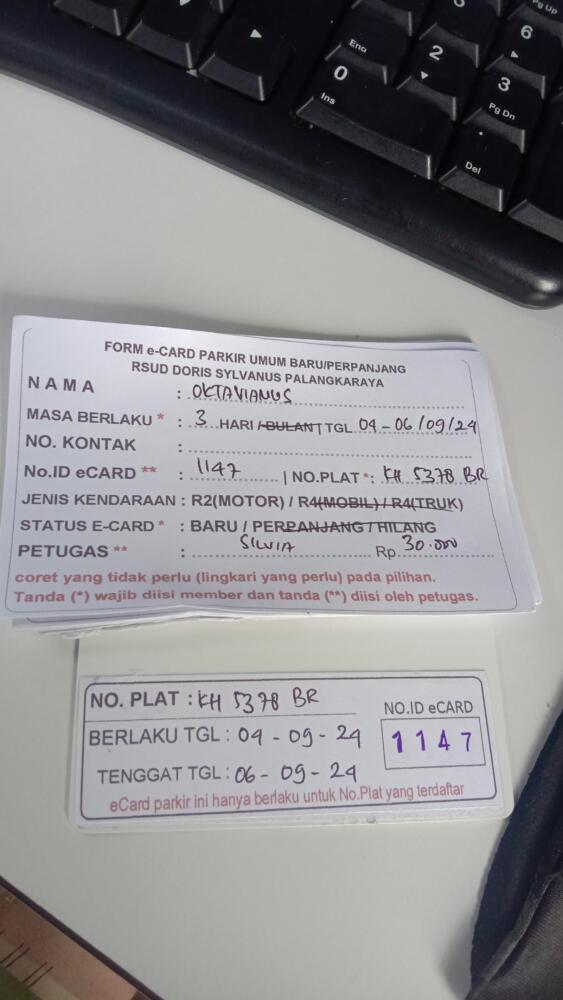 Pg Up
6
End
2
0
Ins
3
Pg Dn
.
Del
FORM e-CARD PARKIR UMUM BARU/PERPANJANG
RSUD DORIS SYLVANUS PALANGKARAYA
NAMA : OKTAVIANUS
MASA BERLAKU * : 3 HARI / BULAN | TGL 04 - 06 /09 /24
NO. KONTAK :
No.ID eCARD ** : 1147 | NO.PLAT *: KH 5378 BR
JENIS KENDARAAN : R2(MOTOR) / R4(MOBIL) / R4(TRUK)
STATUS E-CARD * : BARU / PERPANJANG / HILANG
PETUGAS ** : SILVIA Rp. 30.000
coret yang tidak perlu (lingkari yang perlu) pada pilihan.
Tanda (*) wajib diisi member dan tanda (**) diisi oleh petugas.
NO. PLAT : KH 5378 BR
NO.ID eCARD
BERLAKU TGL : 04 - 09 - 24
1147
TENGGAT TGL : 06 - 09 - 24
eCard parkir ini hanya berlaku untuk No.Plat yang terdaftar